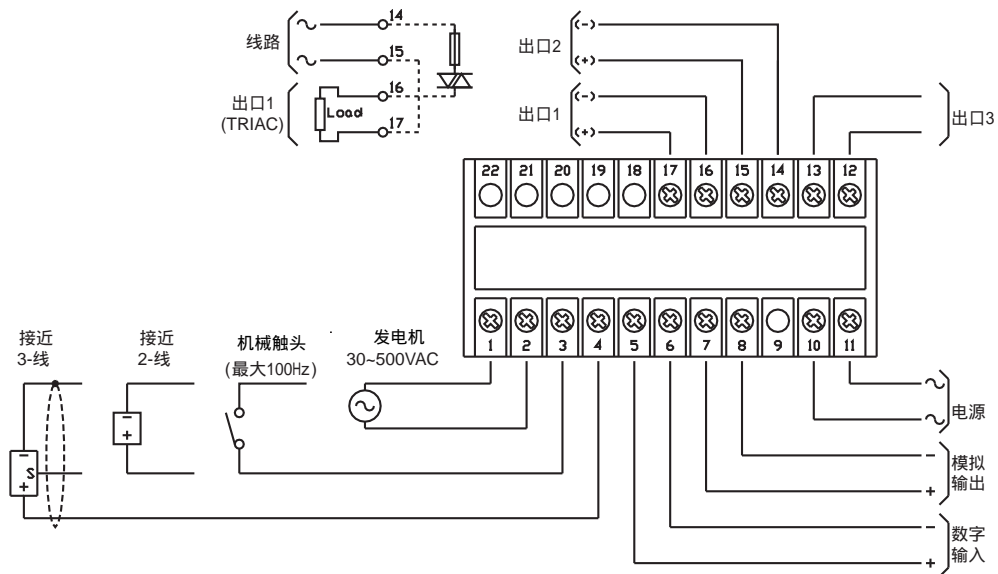 14
线路
15
16
出口1
(TRIAC)
Load
17
出口2
(-)
(+)
出口1
(-)
(+)
出口3
22 21 20 19 18 17 16 15 14 13 12
1 2 3 4 5 6 7 8 9 10 11
接近
3-线
接近
2-线
机械触头
(最大100Hz)
发电机
30~500VAC
- S +
- +
电源
模拟
输出
- +
数字
输入
- +